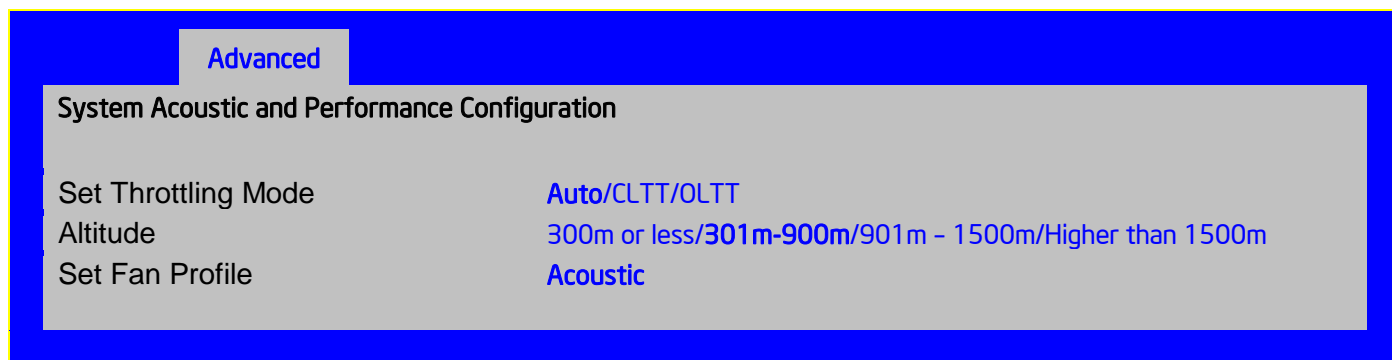 Advanced
System Acoustic and Performance Configuration
Set Throttling Mode Auto/CLTT/OLTT
Altitude 300m or less/301m-900m/901m – 1500m/Higher than 1500m
Set Fan Profile Acoustic